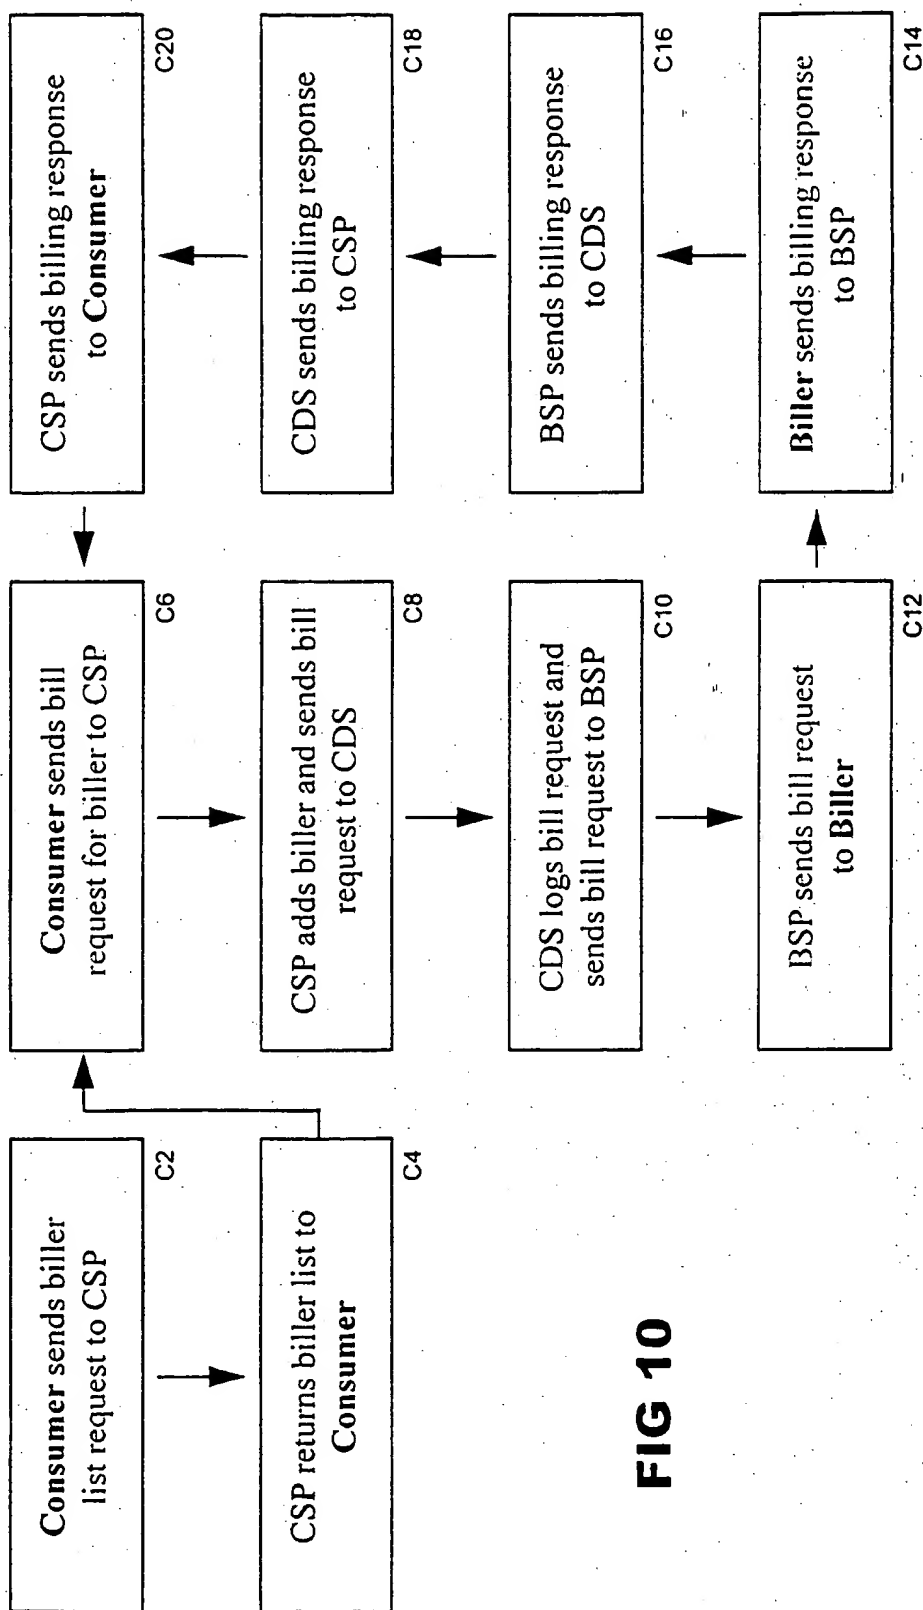 Consumer sends biller
list request to CSP
C2
CSP returns biller list to
Consumer
C4
Consumer sends bill
request for biller to CSP
C6
CSP adds biller and sends bill
request to CDS
C8
CDS logs bill request and
sends bill request to BSP
C10
BSP sends bill request
to Biller
C12
Biller sends billing response
to BSP
C14
BSP sends billing response
to CDS
C16
CDS sends billing response
to CSP
C18
CSP sends billing response
to Consumer
C20
FIG 10